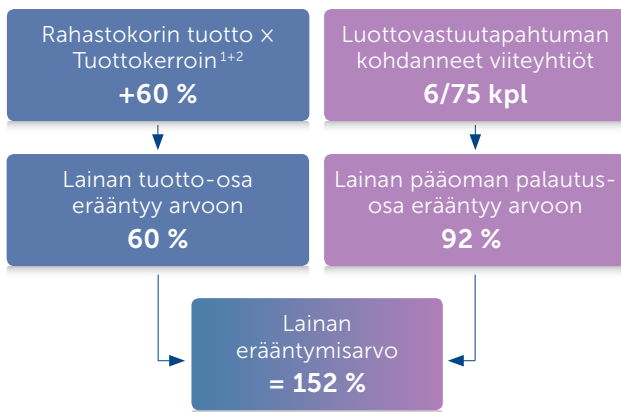 Rahastokorin tuotto ×
Tuottokerroin¹⁺²
+60 %
Luottovastuutapahtuman
kohdanneet viiteyhtiöt
6/75 kpl
Lainan tuotto-osa
erääntyy arvoon
60 %
Lainan pääoman palautus-
osa erääntyy arvoon
92 %
Lainan
erääntymisarvo
= 152 %